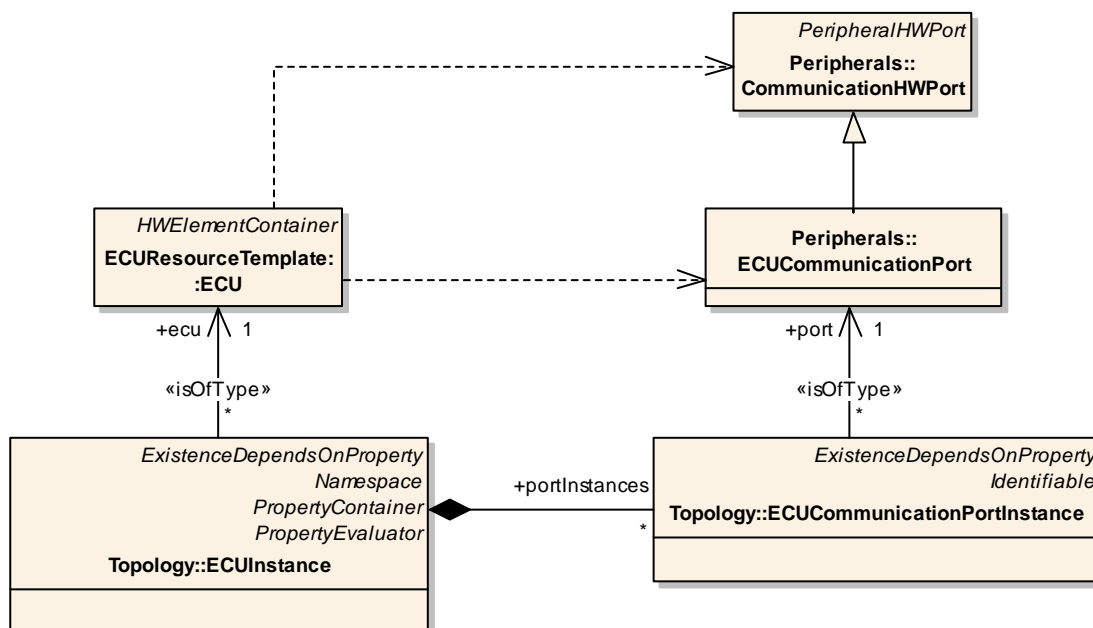 PeripheralHWPort
Peripherals::
CommunicationHWPort
HWElementContainer
ECUResourceTemplate:
:ECU
Peripherals::
ECUCommunicationPort
+ecu 1
+port 1
«isOfType»
*
«isOfType»
*
ExistenceDependsOnProperty
Namespace
PropertyContainer
PropertyEvaluator
Topology::ECUInstance
+portInstances
*
ExistenceDependsOnProperty
Identifiable
Topology::ECUCommunicationPortInstance